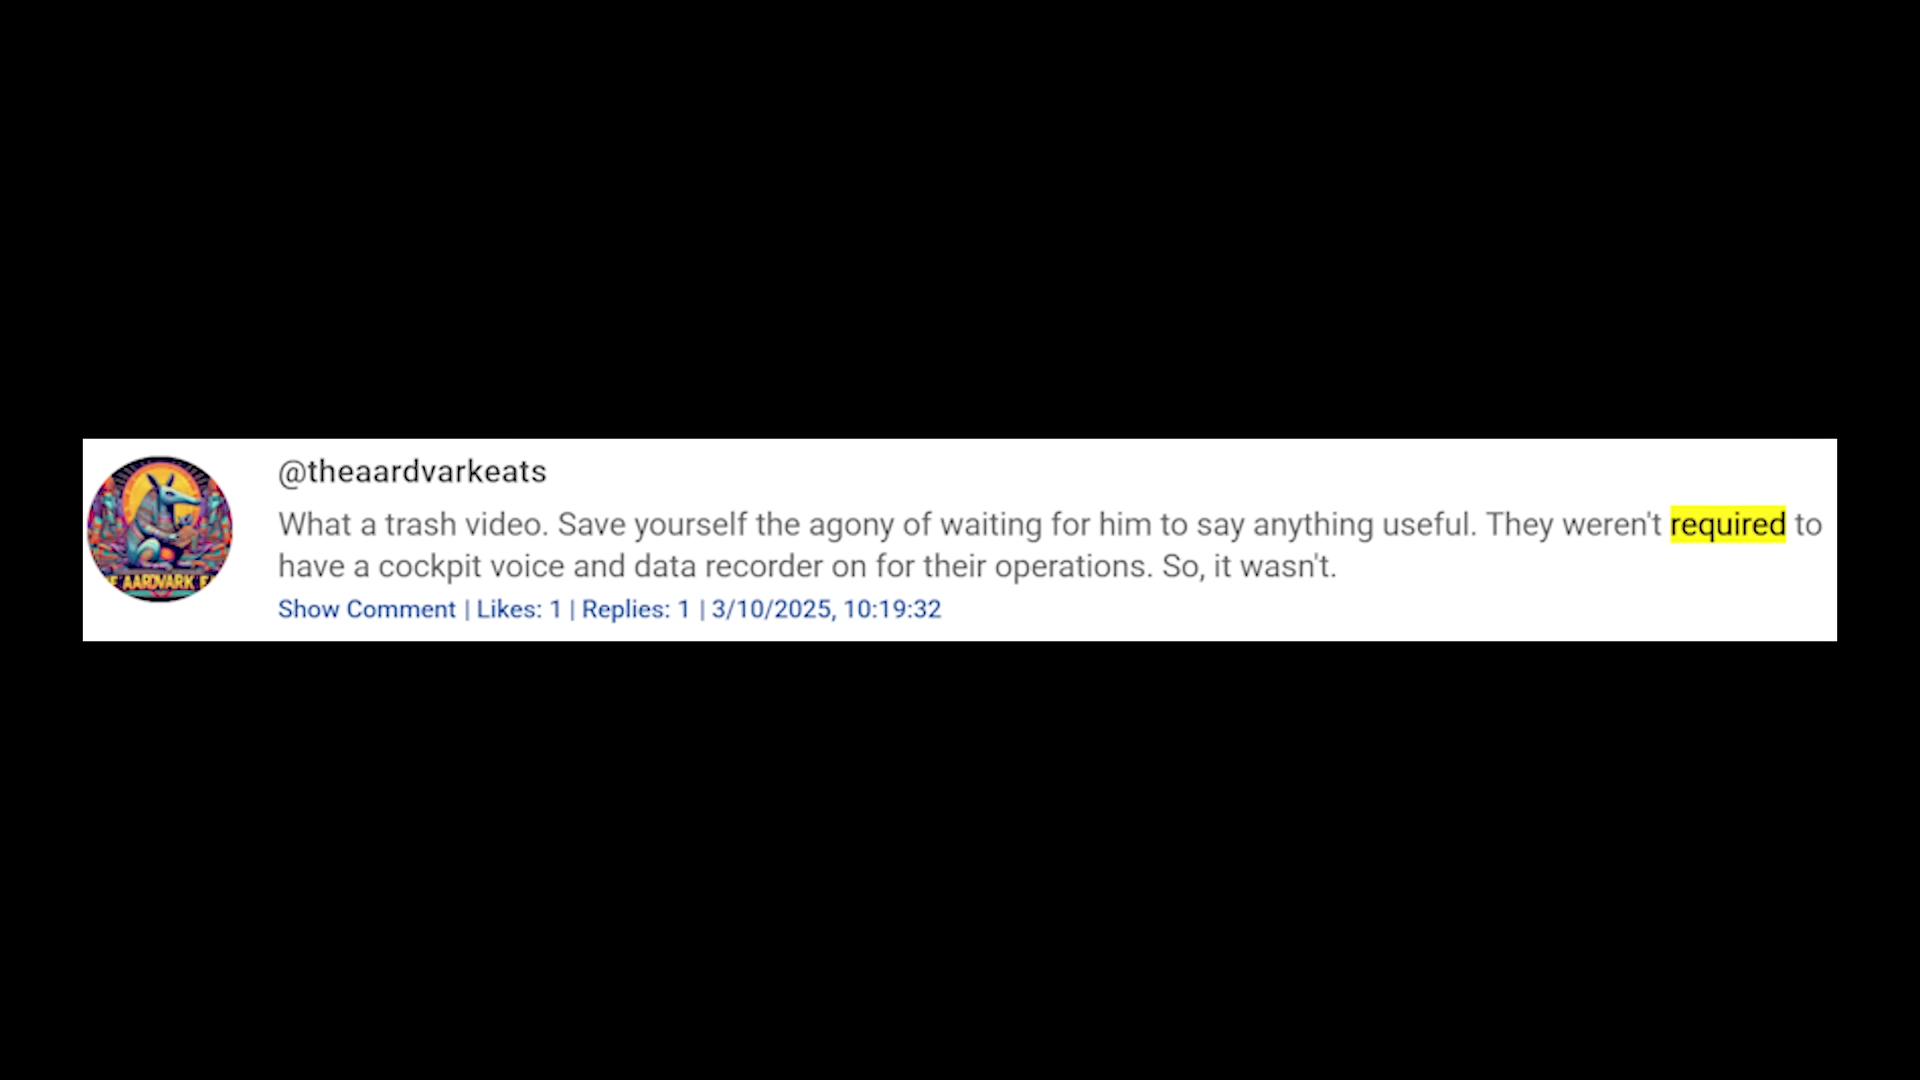 @theaardvarkeats
What a trash video. Save yourself the agony of waiting for him to say anything useful. They weren't required to
have a cockpit voice and data recorder on for their operations. So, it wasn't.
Show Comment | Likes: 1 | Replies: 1 | 3/10/2025, 10:19:32
AARDVARK